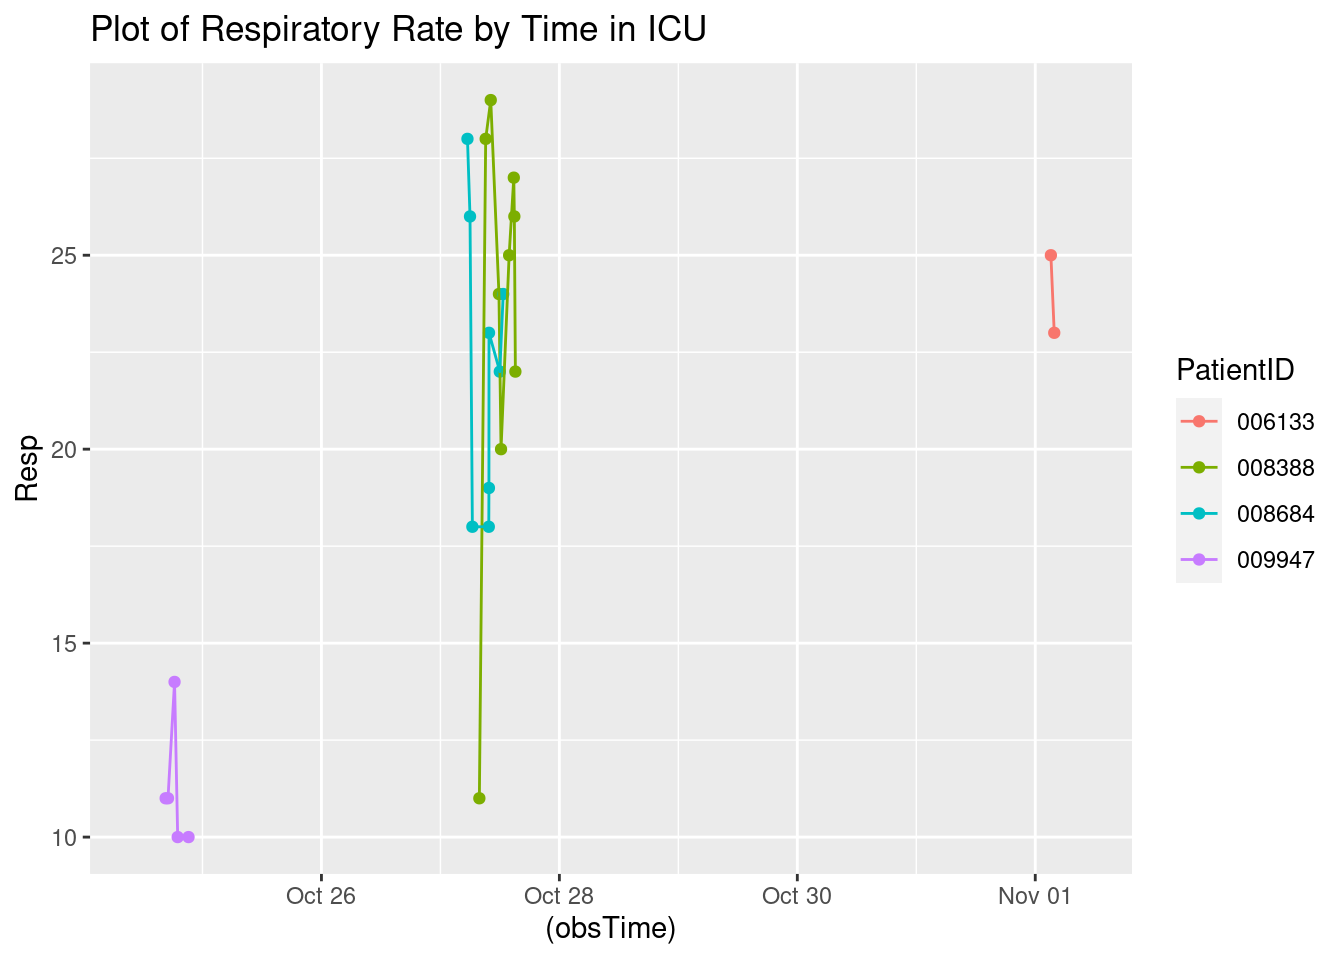 Plot of Respiratory Rate by Time in ICU
Resp
25
20
15
10
Oct 26
Oct 28
Oct 30
Nov 01
(obsTime)
PatientID
006133
008388
008684
009947